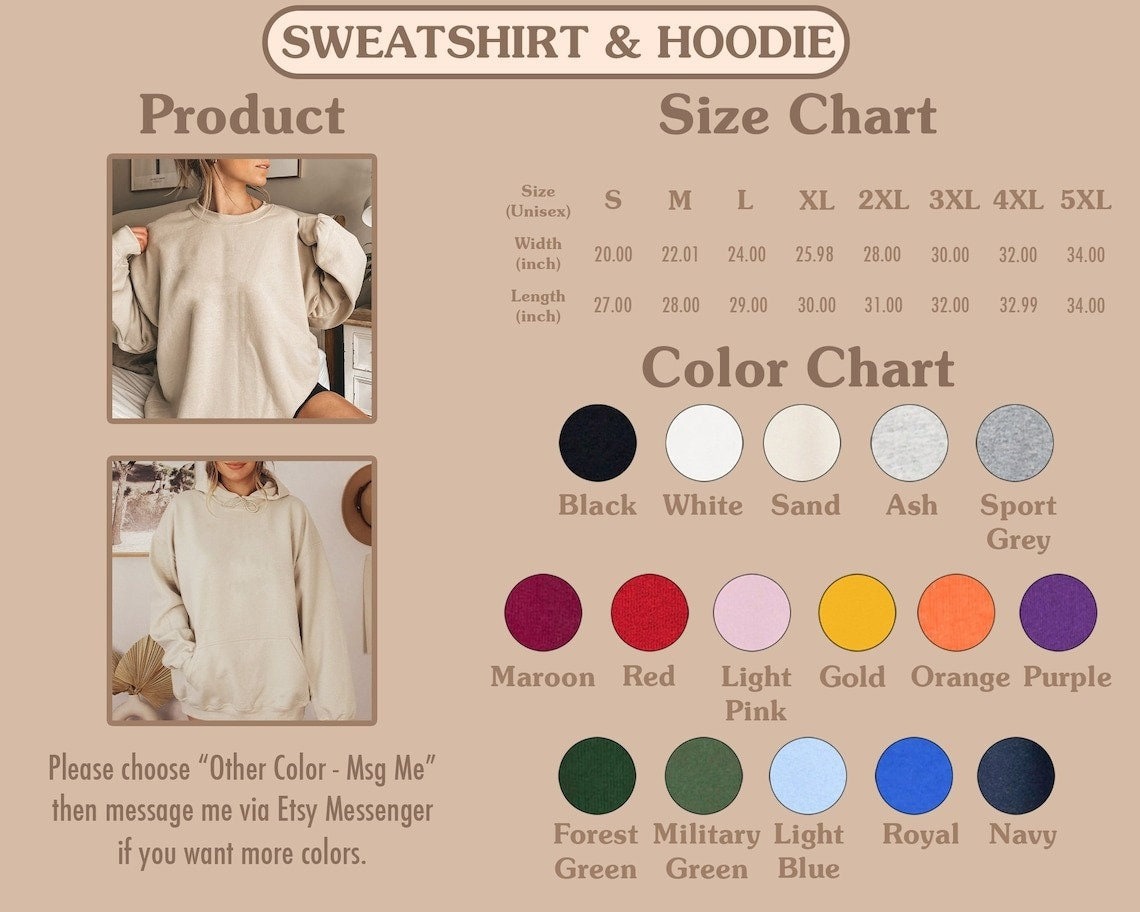 SWEATSHIRT & HOODIE
Product
Please choose “Other Color - Msg Me”
then message me via Etsy Messenger
if you want more colors.
Size Chart
Size
(Unisex)
S M L XL 2XL 3XL 4XL 5XL
Width
(inch)
20.00 22.01 24.00 25.98 28.00 30.00 32.00 34.00
Length
(inch)
27.00 28.00 29.00 30.00 31.00 32.00 32.99 34.00
Color Chart
Black White Sand Ash Sport
Grey
Maroon Red Light Gold Orange Purple
Pink
Forest Military Light Royal Navy
Green Green Blue